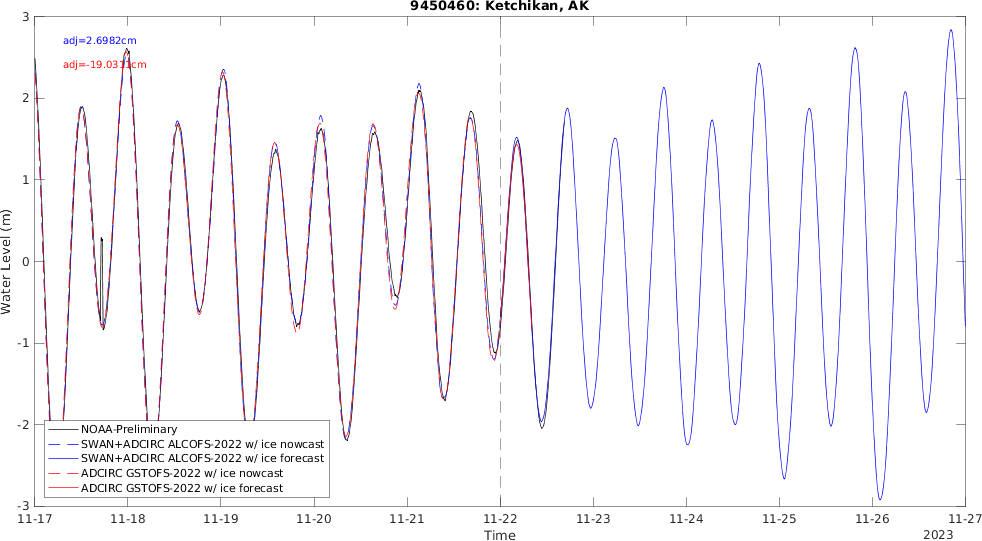 9450460: Ketchikan, AK
adj=2.6982cm
adj=-19.0311cm
Water Level (m)
3
2
1
0
-1
-2
-3
NOAA-Preliminary
SWAN+ADCIRC ALCOFS-2022 w/ ice nowcast
SWAN+ADCIRC ALCOFS-2022 w/ ice forecast
ADCIRC GSTOFS-2022 w/ ice nowcast
ADCIRC GSTOFS-2022 w/ ice forecast
11-17 11-18 11-19 11-20 11-21 11-22 11-23 11-24 11-25 11-26 11-27
Time
2023